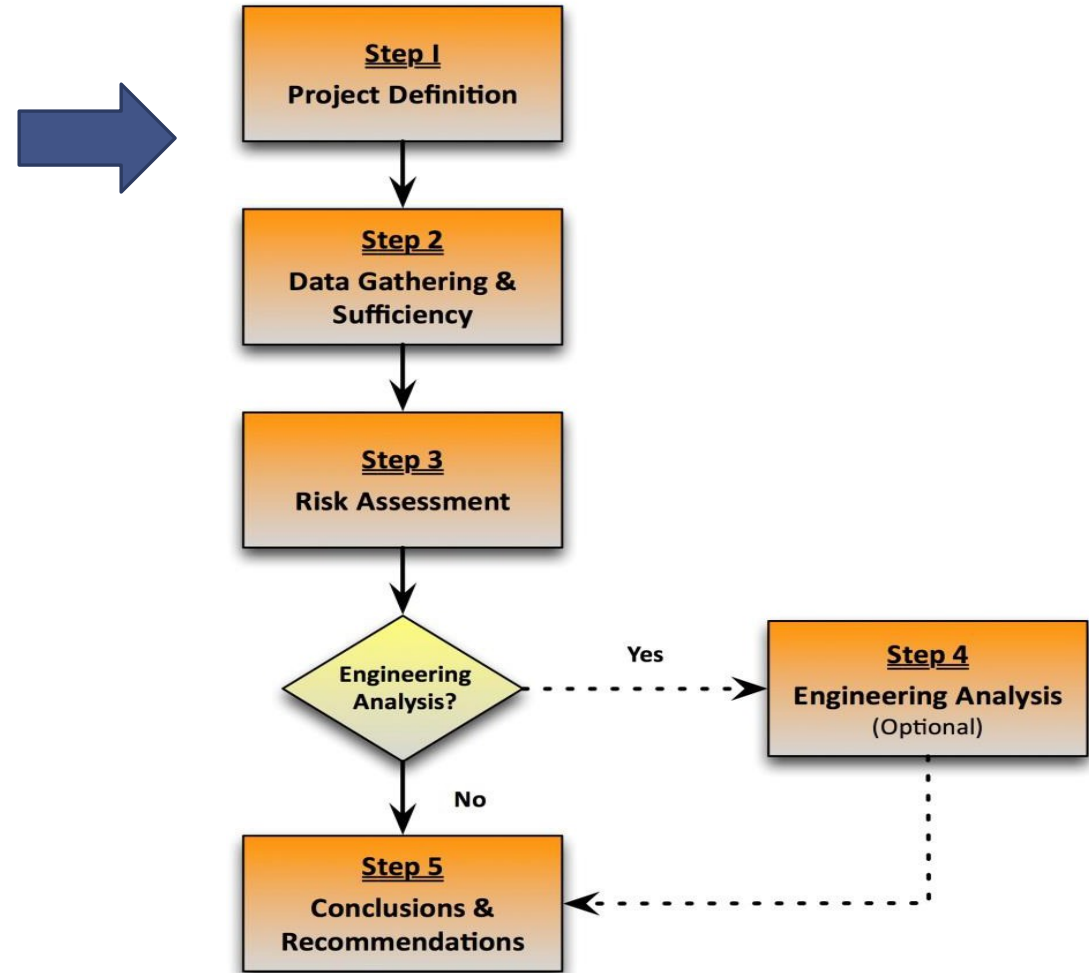 Step I
Project Definition
Step 2
Data Gathering &
Sufficiency
Step 3
Risk Assessment
Engineering
Analysis?
Yes
Step 4
Engineering Analysis
(Optional)
No
Step 5
Conclusions &
Recommendations